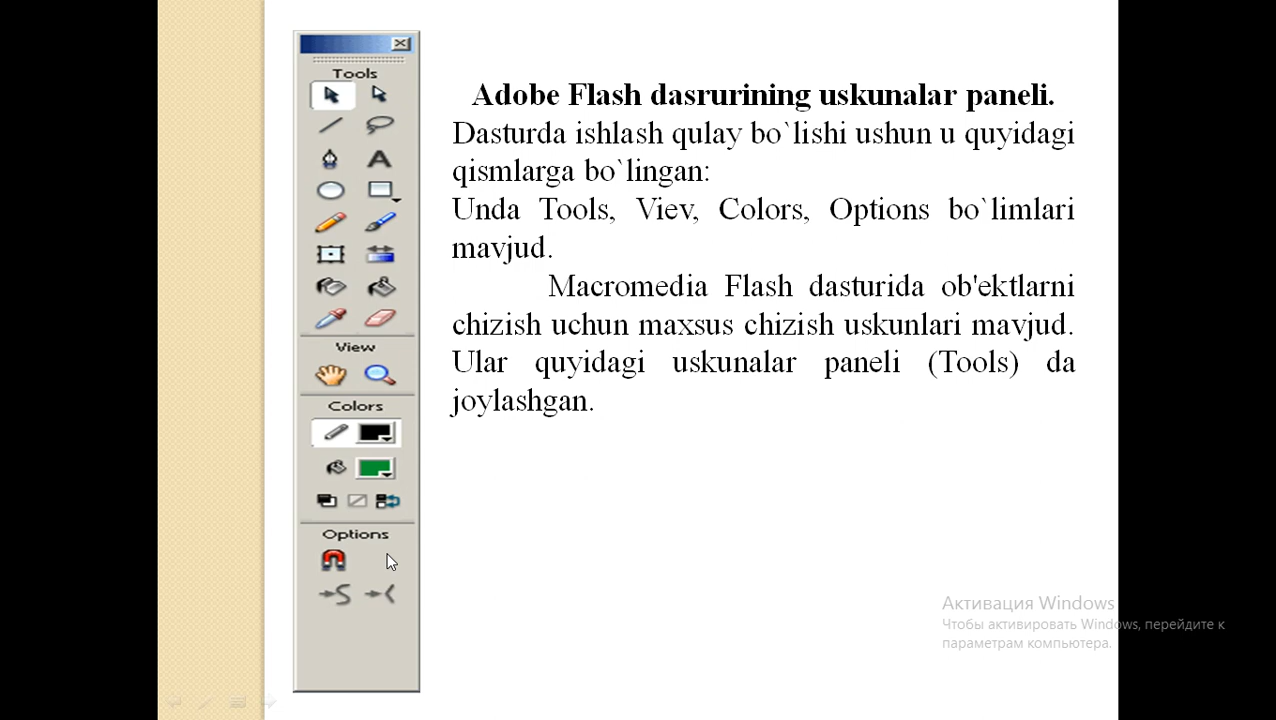 Tools
View
Colors
Options
Adobe Flash dasrurining uskunalar paneli.
Dasturda ishlash qulay bo`lishi ushun u quyidagi
qismlarga bo`lingan:
Unda Tools, Viev, Colors, Options bo`limlari
mavjud.
Macromedia Flash dasturida ob'ektlarni
chizish uchun maxsus chizish uskunlari mavjud.
Ular quyidagi uskunalar paneli (Tools) da
joylashgan.
Активация Windows
Чтобы активировать Windows, перейдите к
параметрам компьютера.